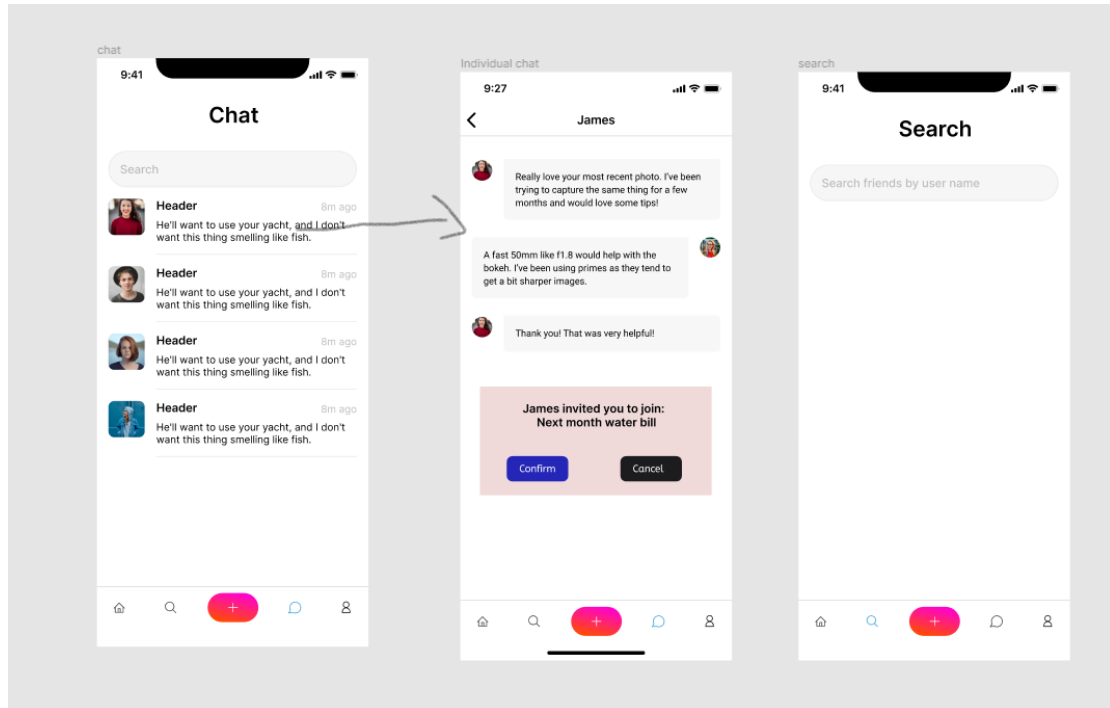 chat
9:41
Chat
Search
Header
8m ago
He'll want to use your yacht, and I don't
want this thing smelling like fish.
Header
8m ago
He'll want to use your yacht, and I don't
want this thing smelling like fish.
Header
8m ago
He'll want to use your yacht, and I don't
want this thing smelling like fish.
Header
8m ago
He'll want to use your yacht, and I don't
want this thing smelling like fish.
Individual chat
9:27
James
Really love your most recent photo. I've been
trying to capture the same thing for a few
months and would love some tips!
A fast 50mm like f1.8 would help with the
bokeh. I've been using primes as they tend to
get a bit sharper images.
Thank you! That was very helpful!
James invited you to join:
Next month water bill
Confirm
Cancel
search
9:41
Search
Search friends by user name